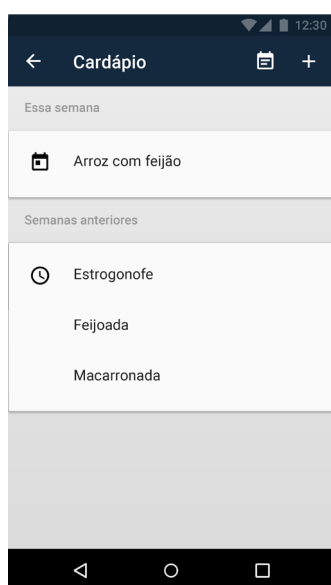 12:30
Cardápio
Essa semana
Arroz com feijão
Semanas anteriores
Estrogonofe
Feijoada
Macarronada